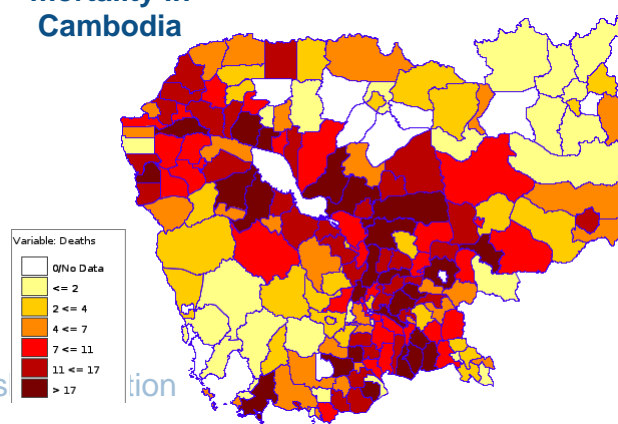 Cambodia
Variable: Deaths
0/No Data
<= 2
2 <= 4
4 <= 7
7 <= 11
11 <= 17
> 17